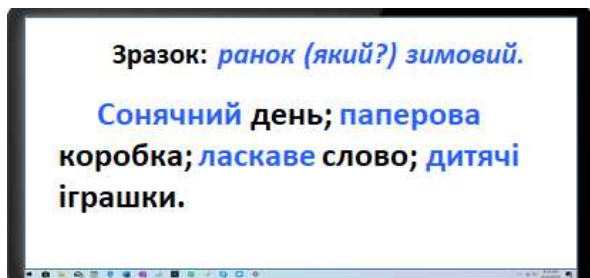 Зразок: ранок (який?) зимовий.
Сонячний день; паперова
коробка; ласкаве слово; дитячі
іграшки.